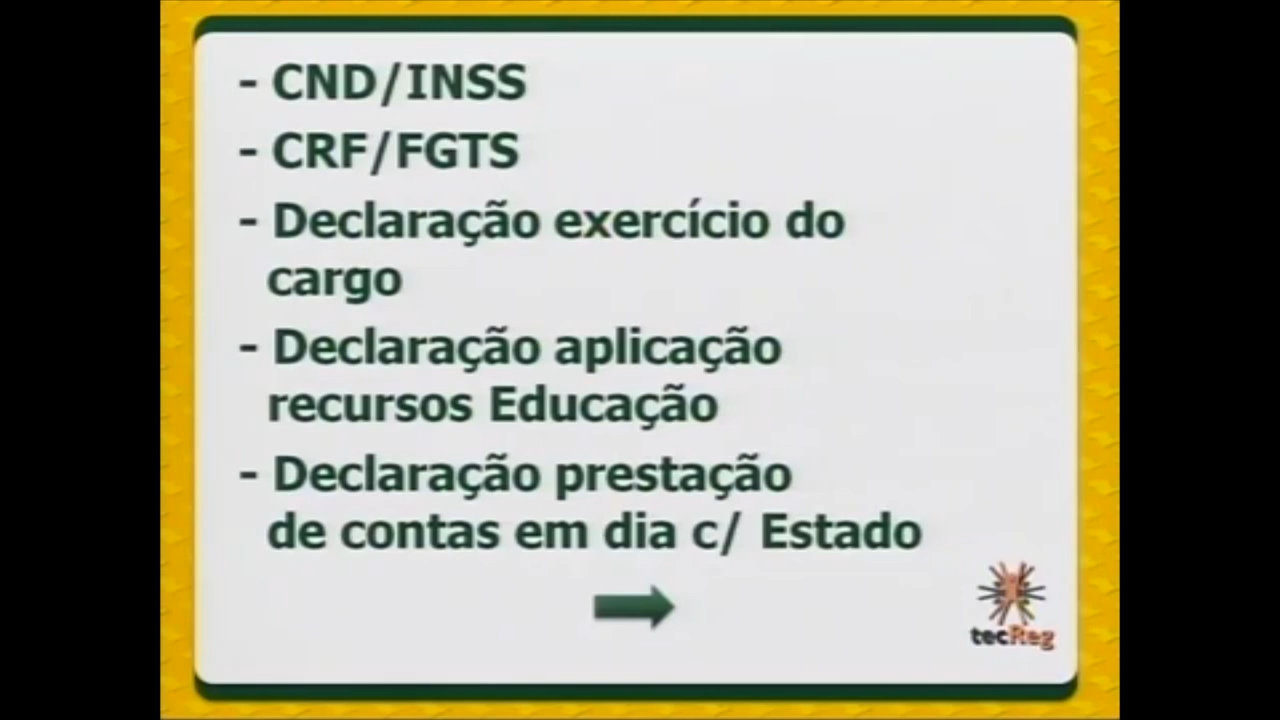 - CND/INSS
- CRF/FGTS
- Declaração exercício do
cargo
- Declaração aplicação
recursos Educação
- Declaração prestação
de contas em dia c/ Estado
tecReg